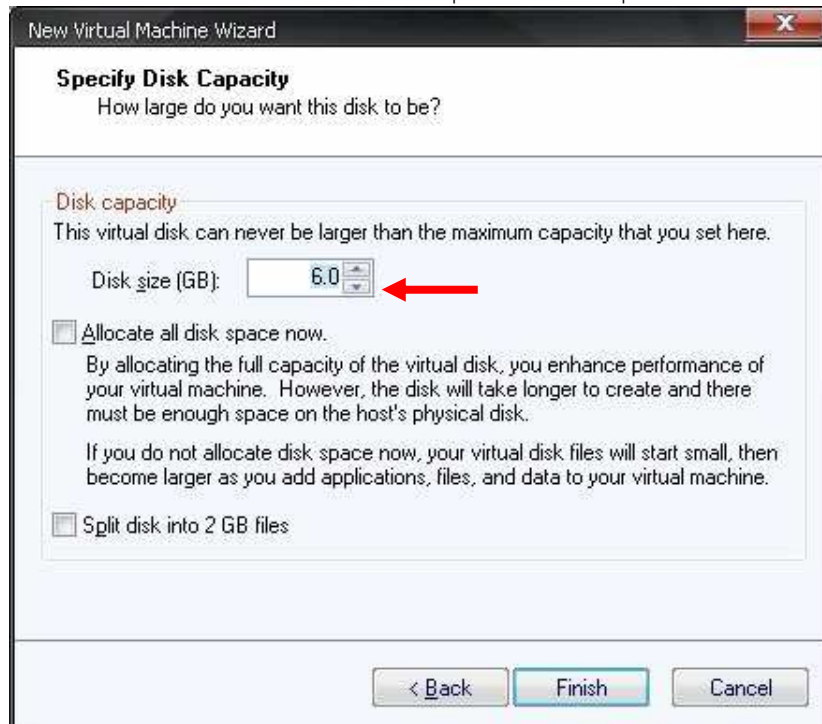 New Virtual Machine Wizard
Specify Disk Capacity
How large do you want this disk to be?
Disk capacity
This virtual disk can never be larger than the maximum capacity that you set here.
Disk size (GB): 6.0
Allocate all disk space now.
By allocating the full capacity of the virtual disk, you enhance performance of
your virtual machine. However, the disk will take longer to create and there
must be enough space on the host's physical disk.
If you do not allocate disk space now, your virtual disk files will start small, then
become larger as you add applications, files, and data to your virtual machine.
Split disk into 2 GB files
< Back Finish Cancel